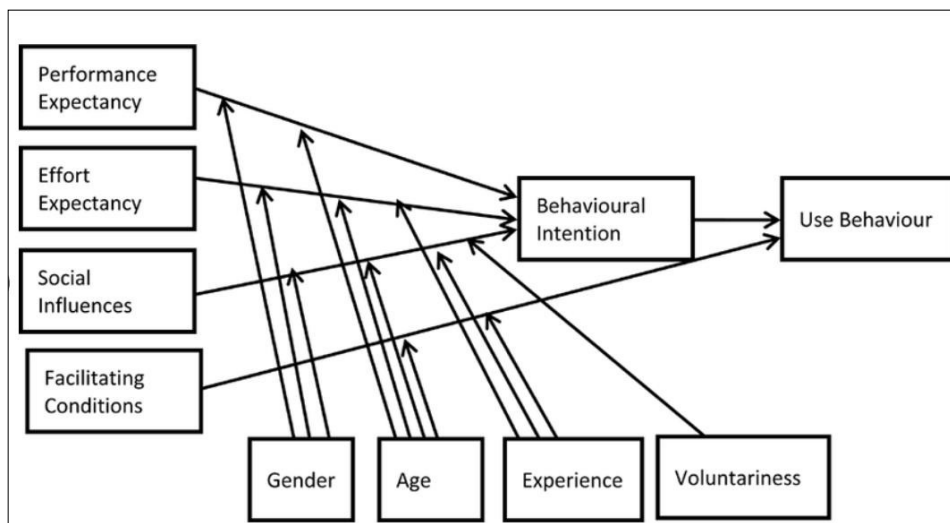 Performance
Expectancy
Effort
Expectancy
Social
Influences
Facilitating
Conditions
Behavioural
Intention
Use Behaviour
Gender
Age
Experience
Voluntariness